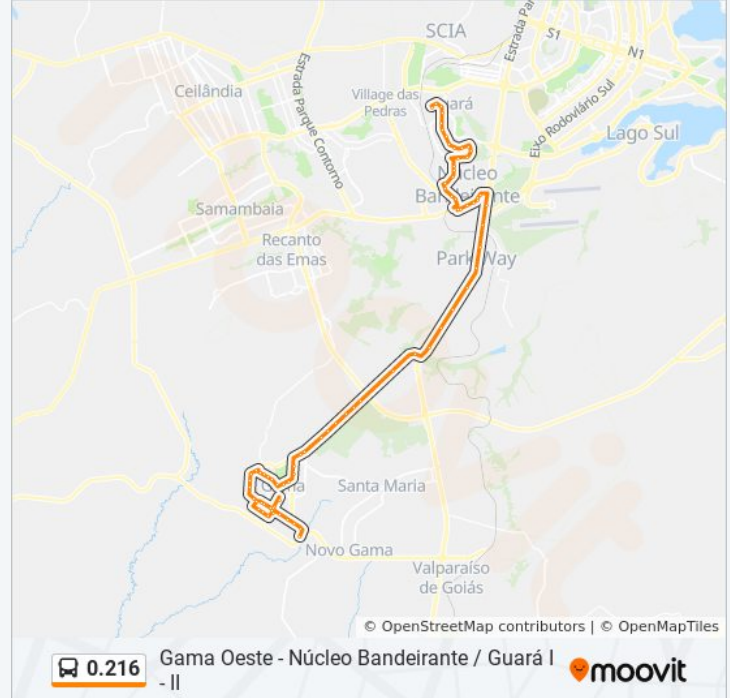 SCIA
Estrada Par
S1
N1
Estrada Parque Contorno
Ceilândia
Village das
Pedras
Guará
Eixo Rodoviário Sul
Lago Sul
Núcleo
Bandeirante
Samambaia
Recanto
das Emas
Park Way
Gama
Santa Maria
Novo Gama
Valparaíso
de Goiás
© OpenStreetMap contributors | © OpenMapTiles
0.216
Gama Oeste - Núcleo Bandeirante / Guará I
- II
moovit